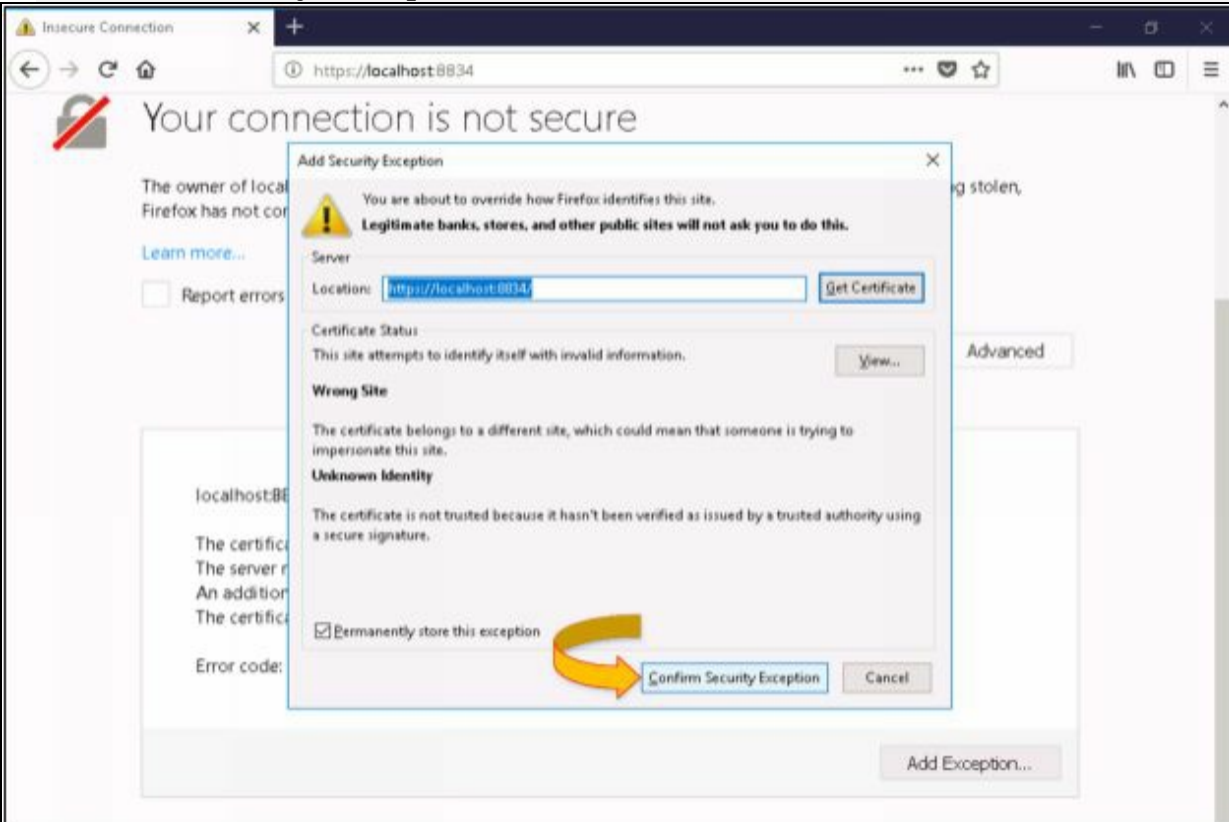 Insecure Connection
https://localhost:8834
Your connection is not secure
The owner of local
g stolen,
Firefox has not cor
Learn more...
Report errors
Advanced
Add Security Exception
You are about to override how Firefox identifies this site.
Legitimate banks, stores, and other public sites will not ask you to do this.
Server
Location: https://localhost:8834/ Get Certificate
Certificate Status
This site attempts to identify itself with invalid information.
View...
Wrong Site
The certificate belongs to a different site, which could mean that someone is trying to
impersonate this site.
Unknown Identity
The certificate is not trusted because it hasn't been verified as issued by a trusted authority using
a secure signature.
Permanently store this exception
Confirm Security Exception Cancel
localhost:88
The certific
The server n
An addition
The certific
Error code:
Add Exception...